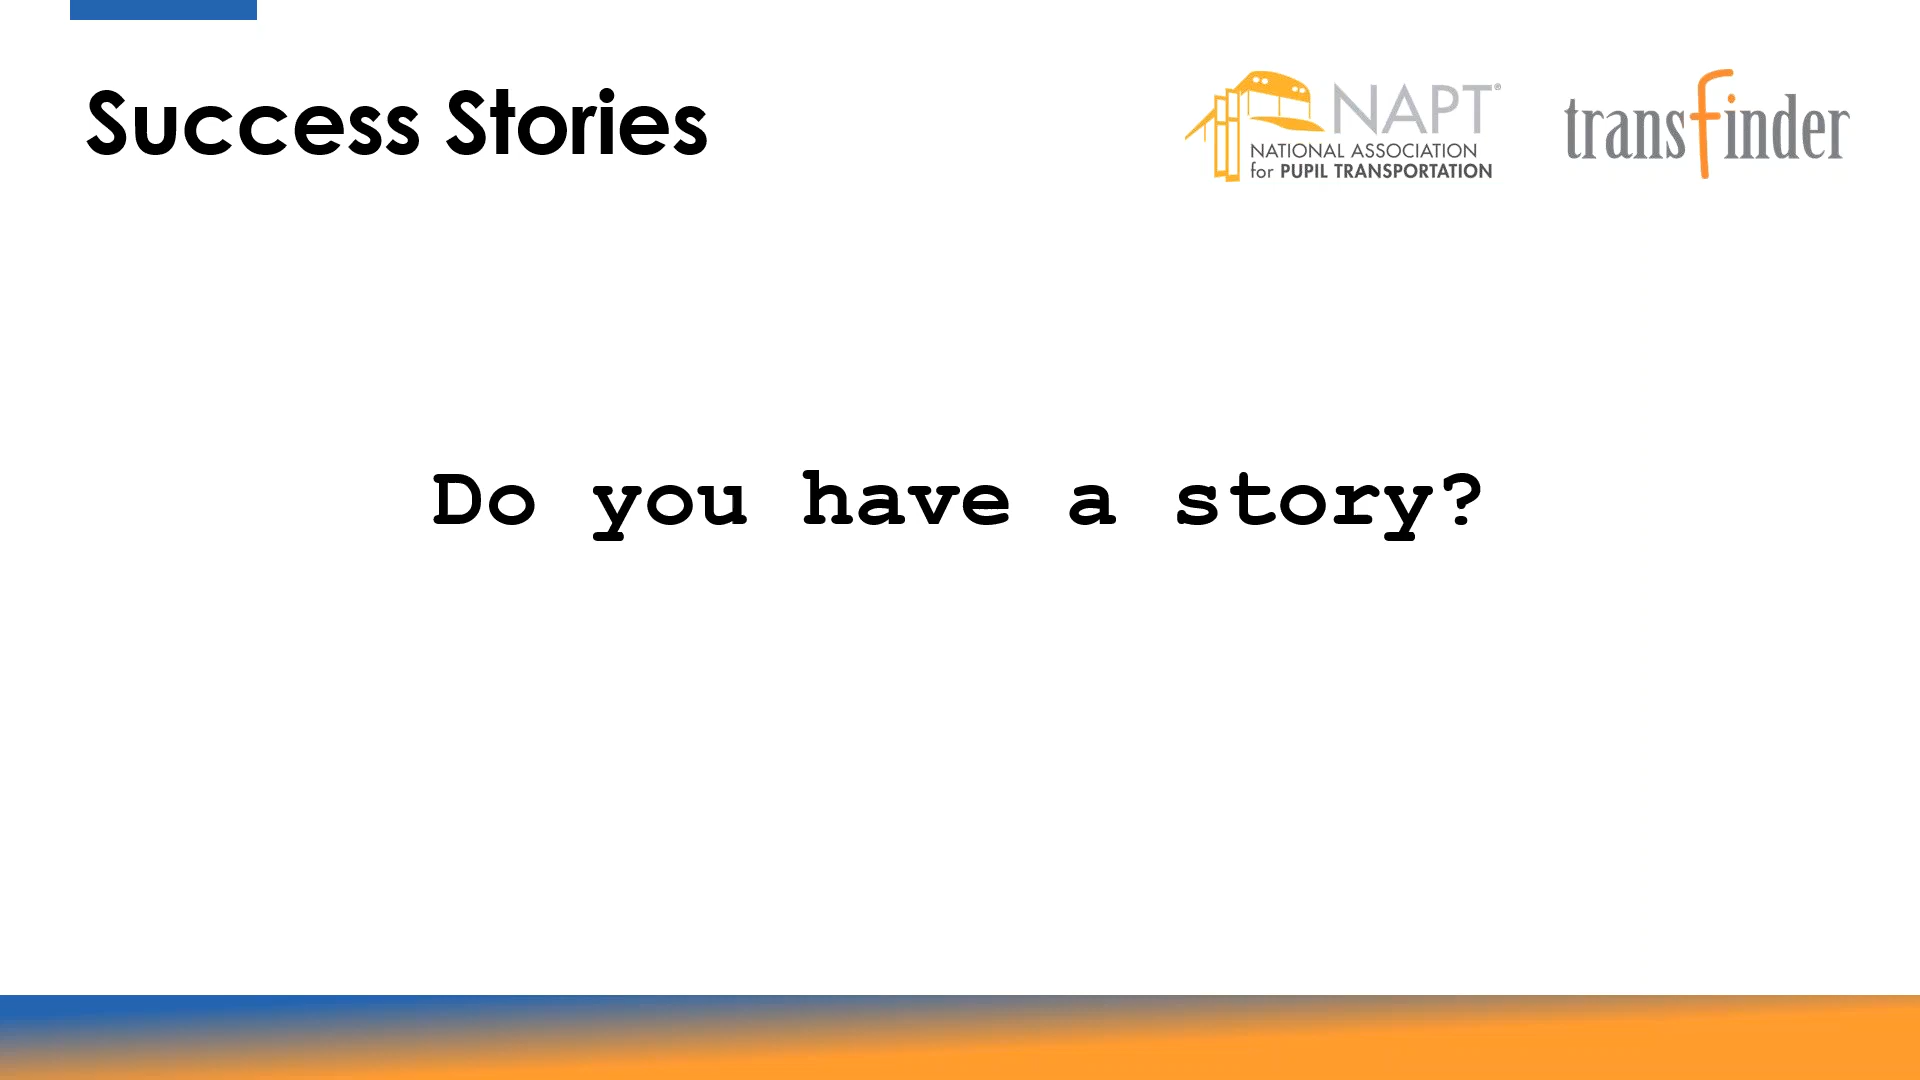 Success Stories
NAPT®
NATIONAL ASSOCIATION
for PUPIL TRANSPORTATION
transfinder
Do you have a story?